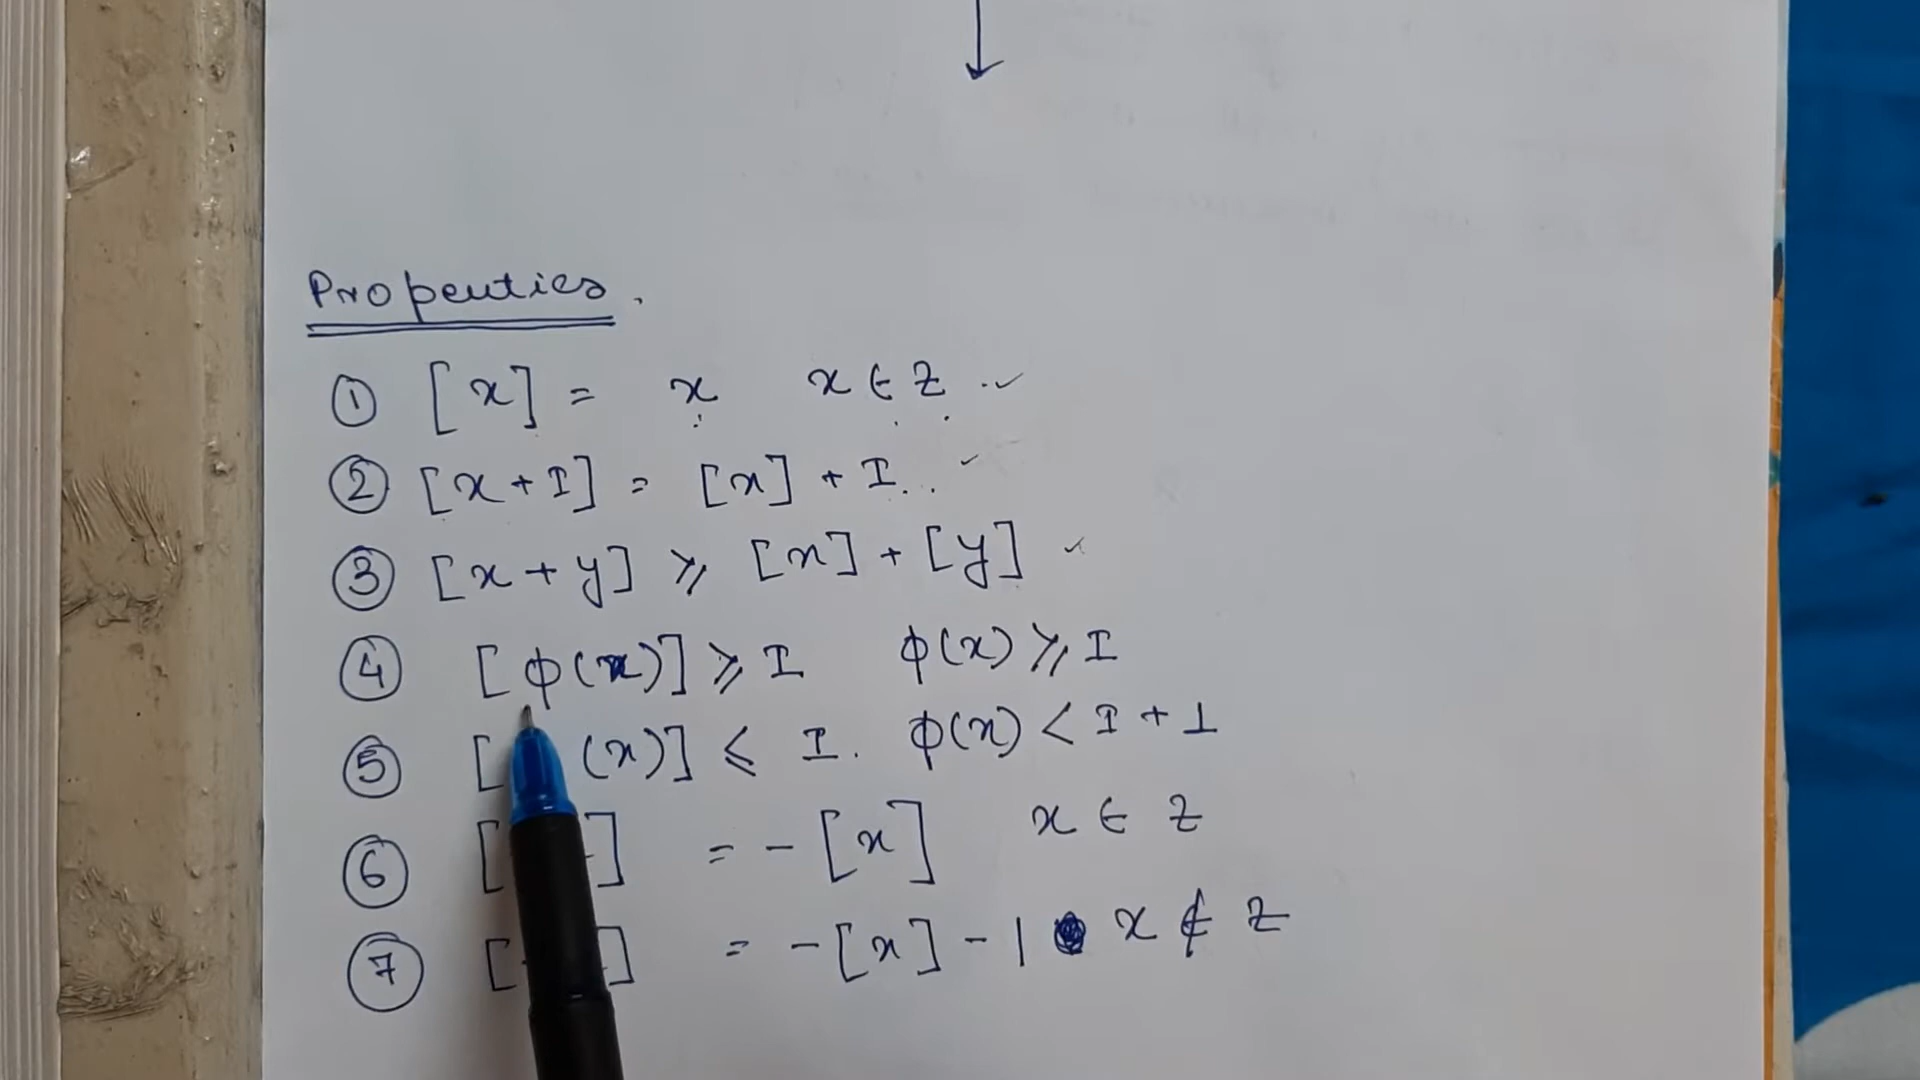 Properties.
① [x] = x x ∈ Z
② [x + I] = [x] + I.
③ [x + y] ⩾ [x] + [y]
④ [ϕ(x)] ⩾ I ϕ(x) ⩾ I
⑤ [ (x)] ⩽ I. ϕ(x) < I + 1
⑥ [ ] = - [x] x ∈ Z
⑦ [ ] = -[x] - 1 x ∉ Z